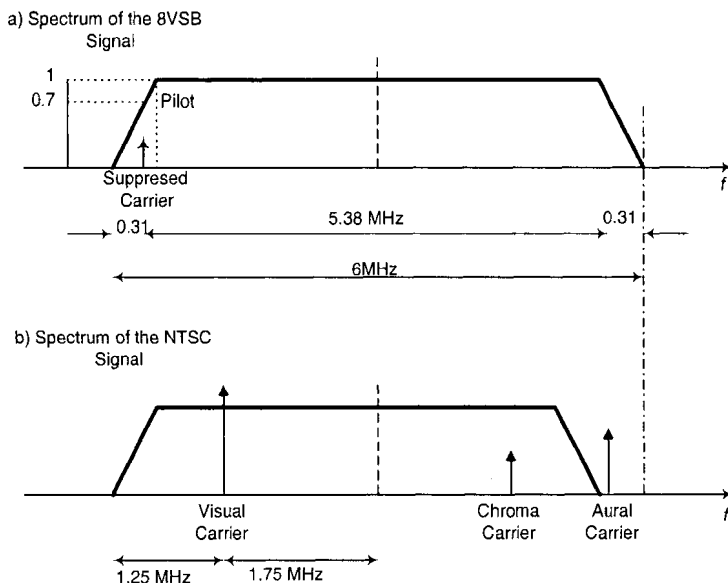 a) Spectrum of the 8VSB
Signal
1
0.7
Pilot
Suppresed
Carrier
f
0.31
5.38 MHz
0.31
6MHz
b) Spectrum of the NTSC
Signal
Visual
Carrier
Chroma
Carrier
Aural
Carrier
f
1.25 MHz
1.75 MHz